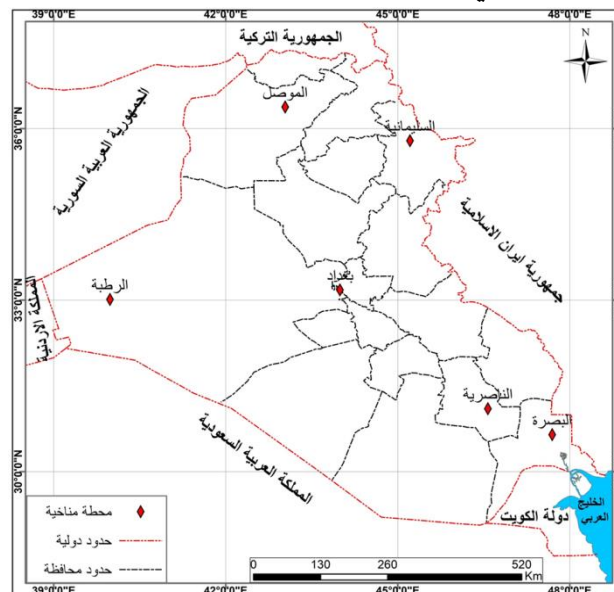 39°0'0"E
42°0'0"E
45°0'0"E
48°0'0"E
الجمهورية التركية
N
الموصل
36°0'0"N
السليمانية
الجمهورية العربية السورية
جمهورية ايران الاسلامية
بغداد
33°0'0"N
الرطبة
المملكة الاردنية
الناصرية
البصرة
المملكة العربية السعودية
30°0'0"N
الخليج
العربي
دولة الكويت
محطة مناخية
حدود دولية
حدود محافظة
0 130 260 520
Km
39°0'0"E
42°0'0"E
45°0'0"E
48°0'0"E